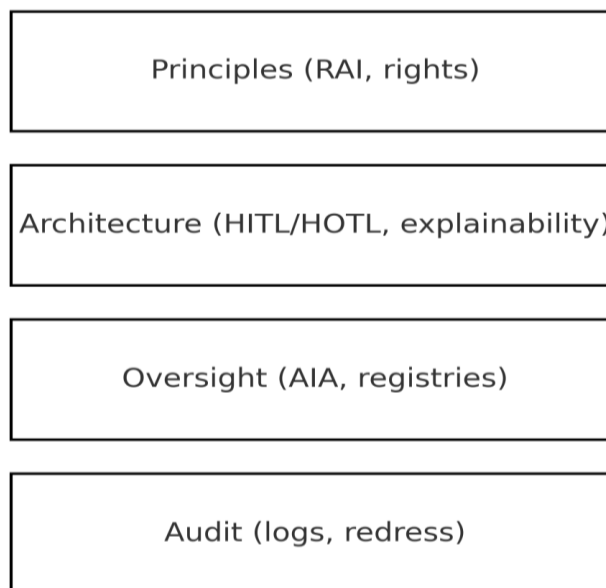 Principles (RAI, rights)
Architecture (HITL/HOTL, explainability)
Oversight (AIA, registries)
Audit (logs, redress)